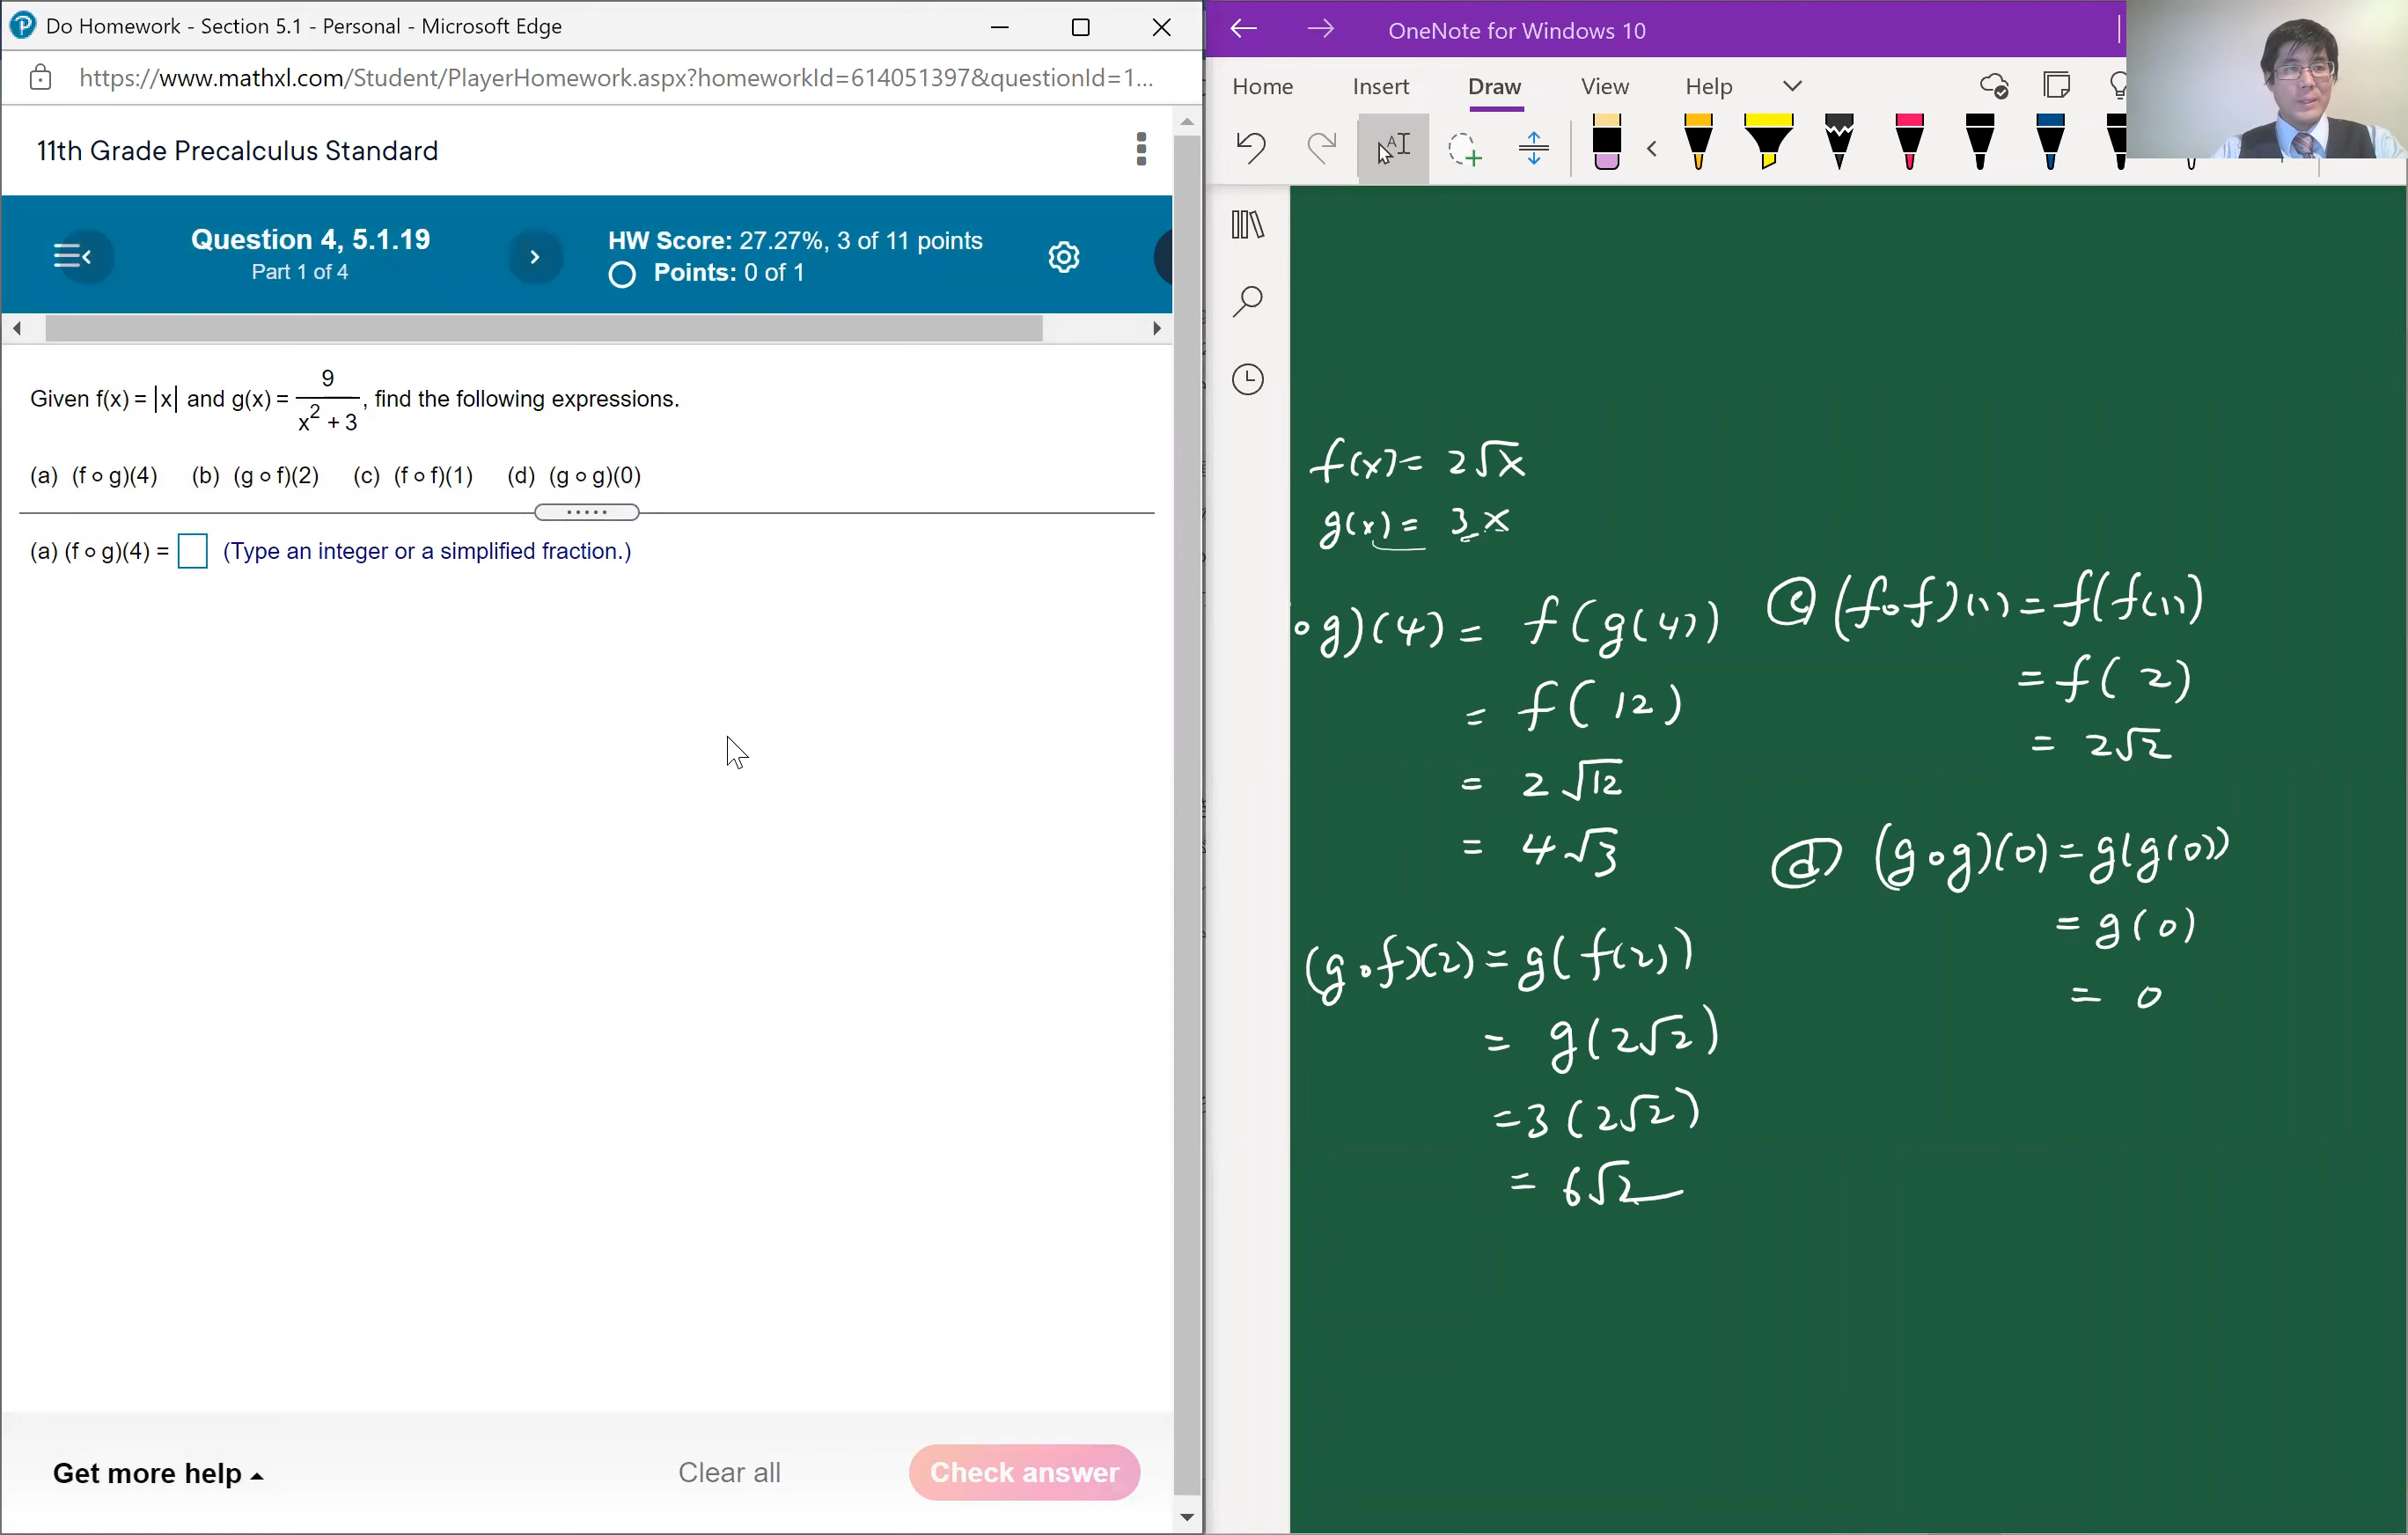 Do Homework - Section 5.1 - Personal - Microsoft Edge
https://www.mathxl.com/Student/PlayerHomework.aspx?homeworkId=614051397&questionId=1...
11th Grade Precalculus Standard
Question 4, 5.1.19
Part 1 of 4
HW Score: 27.27%, 3 of 11 points
Points: 0 of 1
Given f(x) = |x| and g(x) = 9/(x² + 3), find the following expressions.
(a) (f ∘ g)(4) (b) (g ∘ f)(2) (c) (f ∘ f)(1) (d) (g ∘ g)(0)
(a) (f ∘ g)(4) = (Type an integer or a simplified fraction.)
Get more help
Clear all
Check answer
OneNote for Windows 10
Home Insert Draw View Help
f(x) = 2√x
g(x) = 3x
∘ g)(4) = f(g(4))
= f(12)
= 2√12
= 4√3
(g ∘ f)(2) = g(f(2))
= g(2√2)
= 3(2√2)
= 6√2
ⓒ (f∘f)(1) = f(f(1))
= f(2)
= 2√2
ⓓ (g∘g)(0) = g(g(0))
= g(0)
= 0